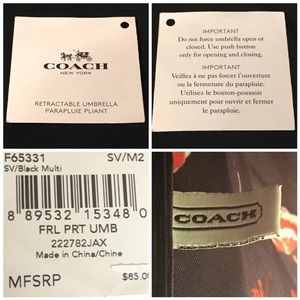 COACH
NEW YORK
RETRACTABLE UMBRELLA
PARAPLUIE PLIANT
IMPORTANT
Do not force umbrella open or
closed. Use push button
only for opening and closing.
IMPORTANT
Veillez à ne pas forcer l'ouverture
ou la fermeture du parapluie.
Utilisez le bouton-poussoir
uniquement pour ouvrir et fermer
le parapluie.
F65331 SV/M2
SV/Black Multi
8 89532 15348 0
FRL PRT UMB
222782JAX
Made in China/Chine
MFSRP $85.00
COACH